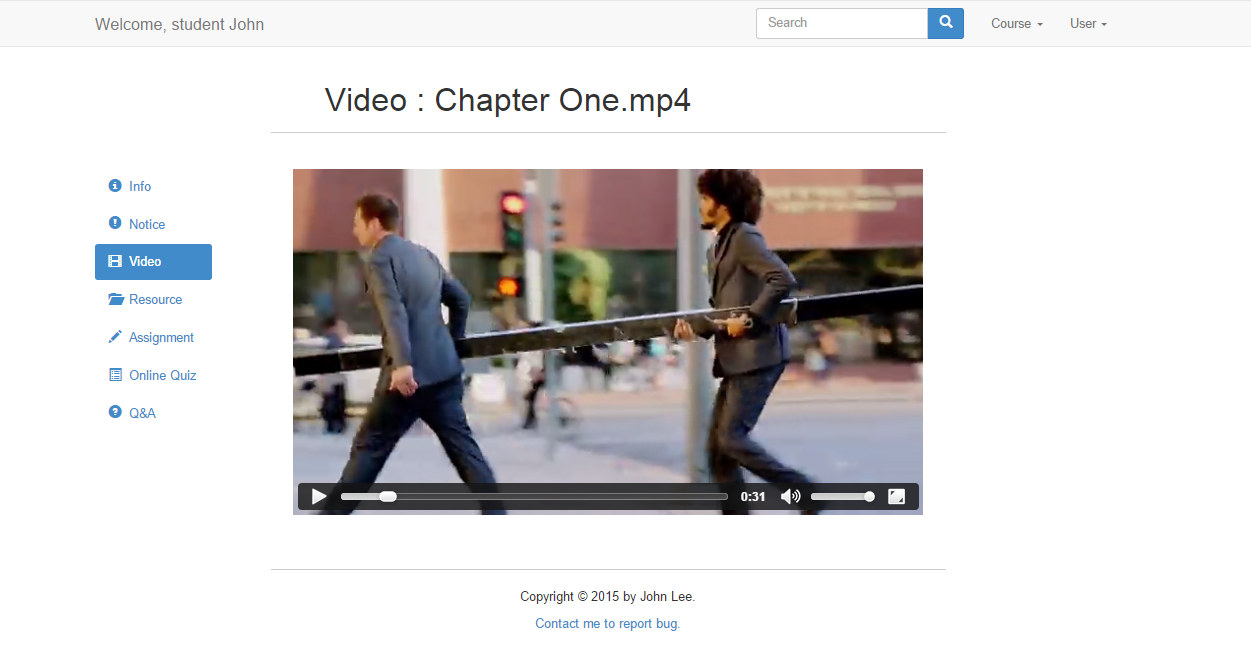 Welcome, student John
Search
Course
User
Video : Chapter One.mp4
Info
Notice
Video
Resource
Assignment
Online Quiz
Q&A
0:31
Copyright © 2015 by John Lee.
Contact me to report bug.